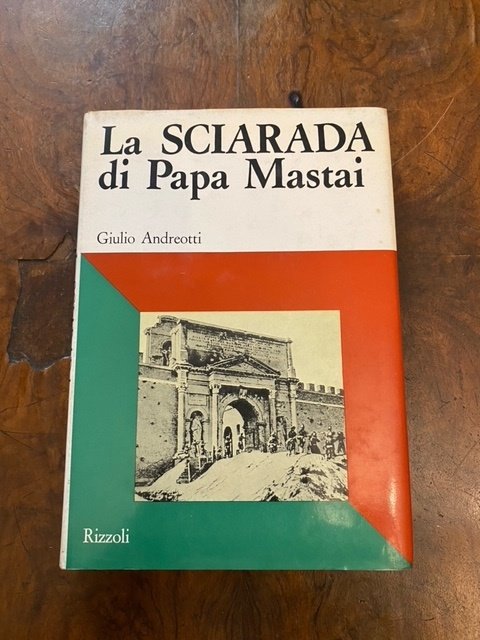 La SCIARADA
di Papa Mastai
Giulio Andreotti
Rizzoli